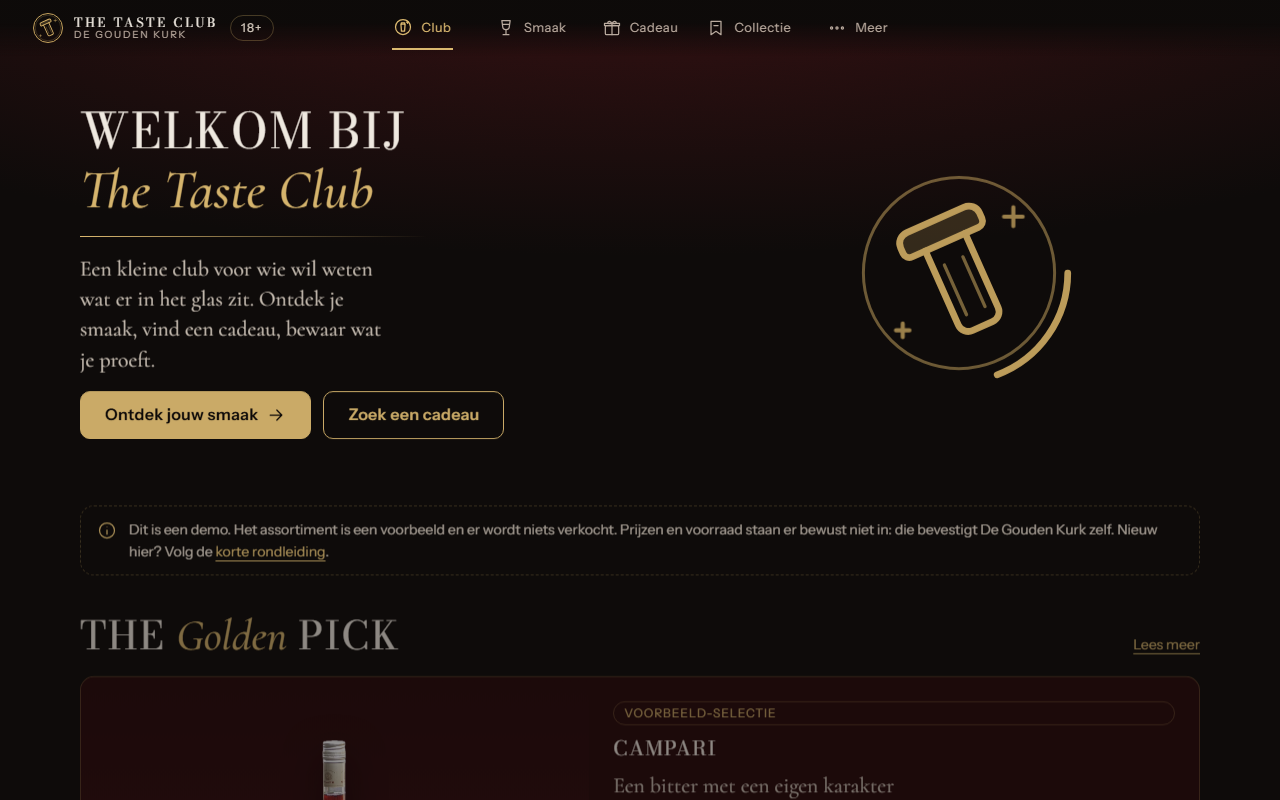 THE TASTE CLUB
DE GOUDEN KURK
18+
Club
Smaak
Cadeau
Collectie
Meer
WELKOM BIJ
The Taste Club
Een kleine club voor wie wil weten
wat er in het glas zit. Ontdek je
smaak, vind een cadeau, bewaar wat
je proeft.
Ontdek jouw smaak →
Zoek een cadeau
Dit is een demo. Het assortiment is een voorbeeld en er wordt niets verkocht. Prijzen en voorraad staan er bewust niet in: die bevestigt De Gouden Kurk zelf. Nieuw
hier? Volg de korte rondleiding.
THE Golden PICK
Lees meer
VOORBEELD-SELECTIE
CAMPARI
Een bitter met een eigen karakter